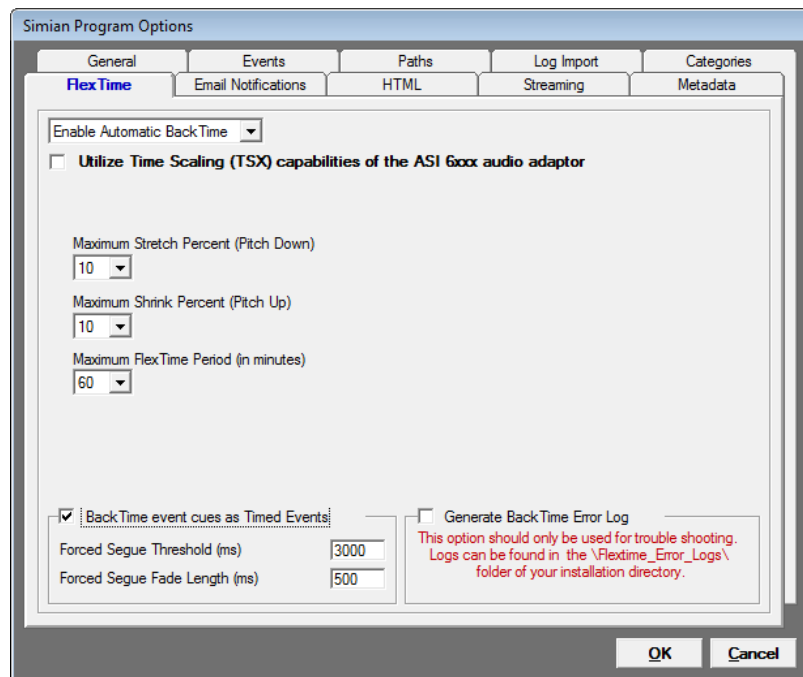 Simian Program Options
General
Events
Paths
Log Import
Categories
FlexTime
Email Notifications
HTML
Streaming
Metadata
Enable Automatic BackTime
Utilize Time Scaling (TSX) capabilities of the ASI 6xxx audio adaptor
Maximum Stretch Percent (Pitch Down)
10
Maximum Shrink Percent (Pitch Up)
10
Maximum FlexTime Period (in minutes)
60
BackTime event cues as Timed Events
Forced Segue Threshold (ms)
3000
Forced Segue Fade Length (ms)
500
Generate BackTime Error Log
This option should only be used for trouble shooting.
Logs can be found in the \Flextime_Error_Logs\
folder of your installation directory.
OK
Cancel